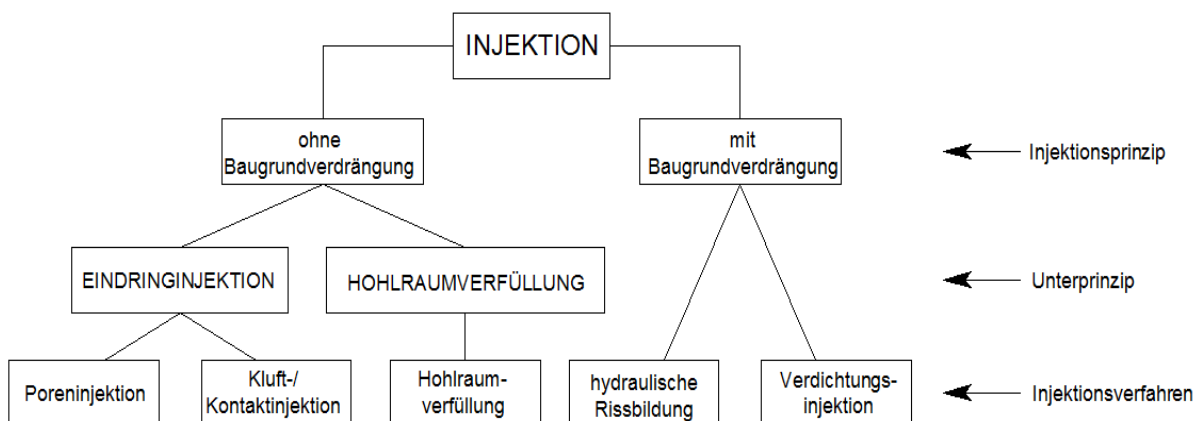 INJEKTION
ohne
Baugrundverdrängung
mit
Baugrundverdrängung
Injektionsprinzip
EINDRINGINJEKTION
HOHLRAUMVERFÜLLUNG
Unterprinzip
Poreninjektion
Kluft-/
Kontaktinjektion
Hohlraum-
verfüllung
hydraulische
Rissbildung
Verdichtungs-
injektion
Injektionsverfahren